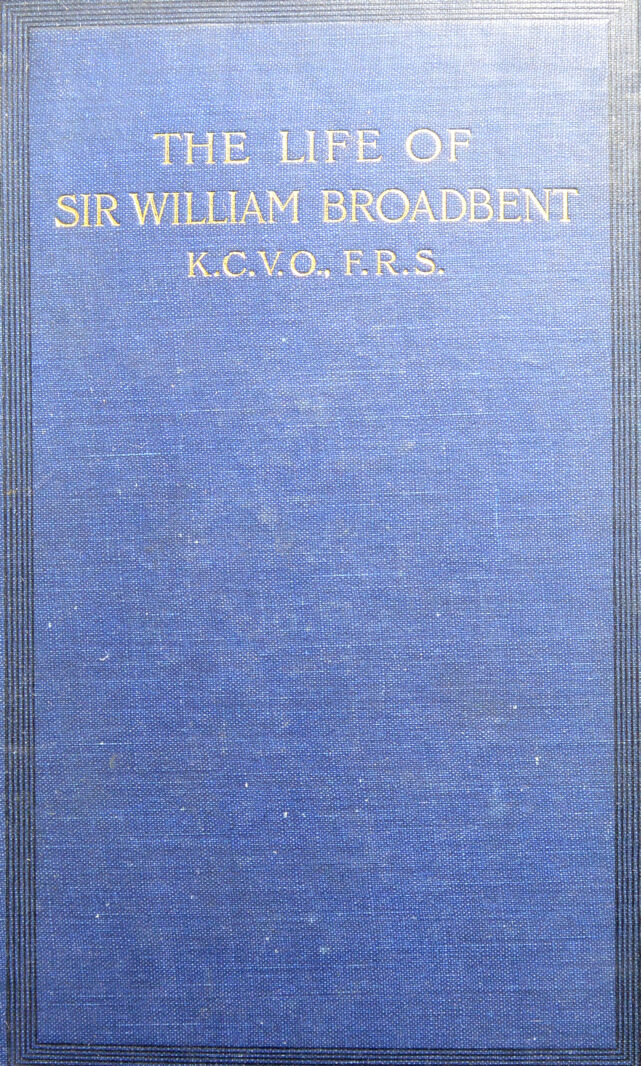 THE LIFE OF
SIR WILLIAM BROADBENT
K.C.V.O., F.R.S.